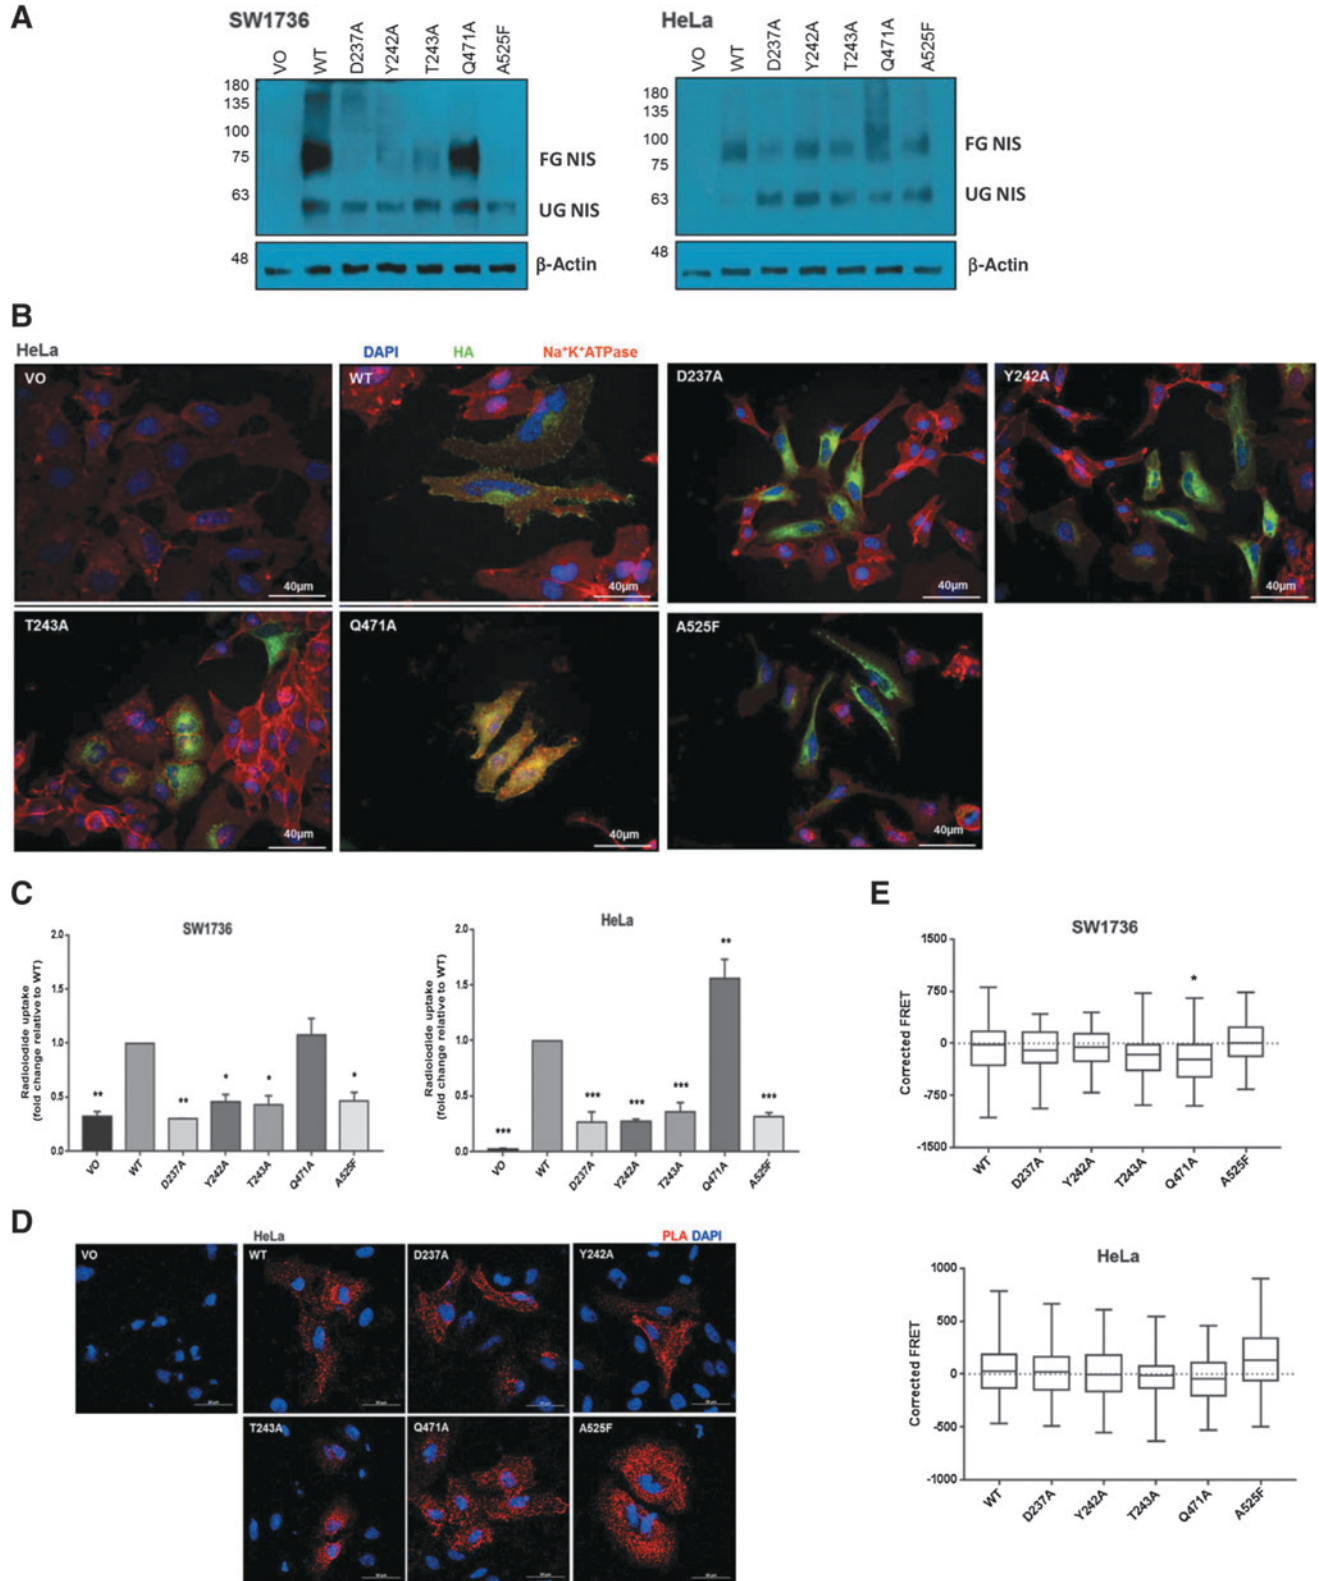 A
SW1736
VO WT D237A Y242A T243A Q471A A525F
180
135
100
75
63
48
FG NIS
UG NIS
β-Actin
HeLa
VO WT D237A Y242A T243A Q471A A525F
180
135
100
75
63
48
FG NIS
UG NIS
β-Actin
B
HeLa
DAPI HA Na⁺K⁺ATPase
VO
40µm
WT
40µm
D237A
40µm
Y242A
40µm
T243A
40µm
Q471A
40µm
A525F
40µm
C
SW1736
Radioiodide uptake
(fold change relative to WT)
2.0
1.5
1.0
0.5
0.0
** ** * * *
VO WT D237A Y242A T243A Q471A A525F
HeLa
Radioiodide uptake
(fold change relative to WT)
2.0
1.5
1.0
0.5
0.0
*** *** *** *** ** ***
VO WT D237A Y242A T243A Q471A A525F
D
HeLa
PLA DAPI
VO
WT
D237A
Y242A
T243A
Q471A
A525F
E
SW1736
Corrected FRET
1500
750
0
-750
-1500
*
WT D237A Y242A T243A Q471A A525F
HeLa
Corrected FRET
1000
500
0
-500
-1000
WT D237A Y242A T243A Q471A A525F